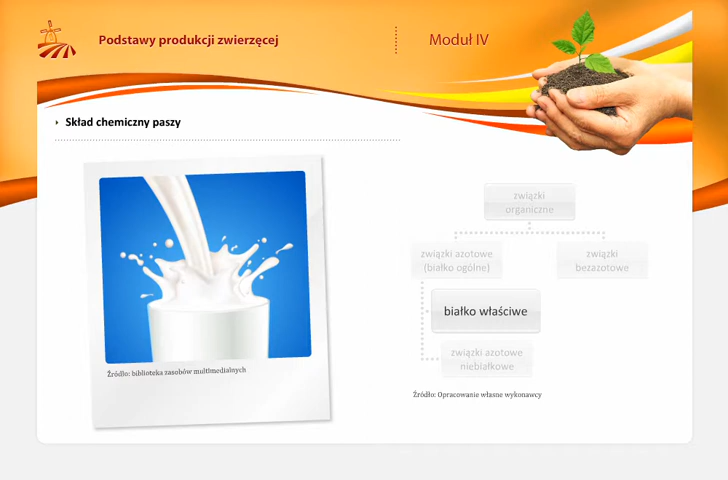 Podstawy produkcji zwierzęcej
Moduł IV
Skład chemiczny paszy
Źródło: biblioteka zasobów multimedialnych
związki
organiczne
związki azotowe
(białko ogólne)
związki
bezazotowe
białko właściwe
związki azotowe
niebiałkowe
Źródło: Opracowanie własne wykonawcy